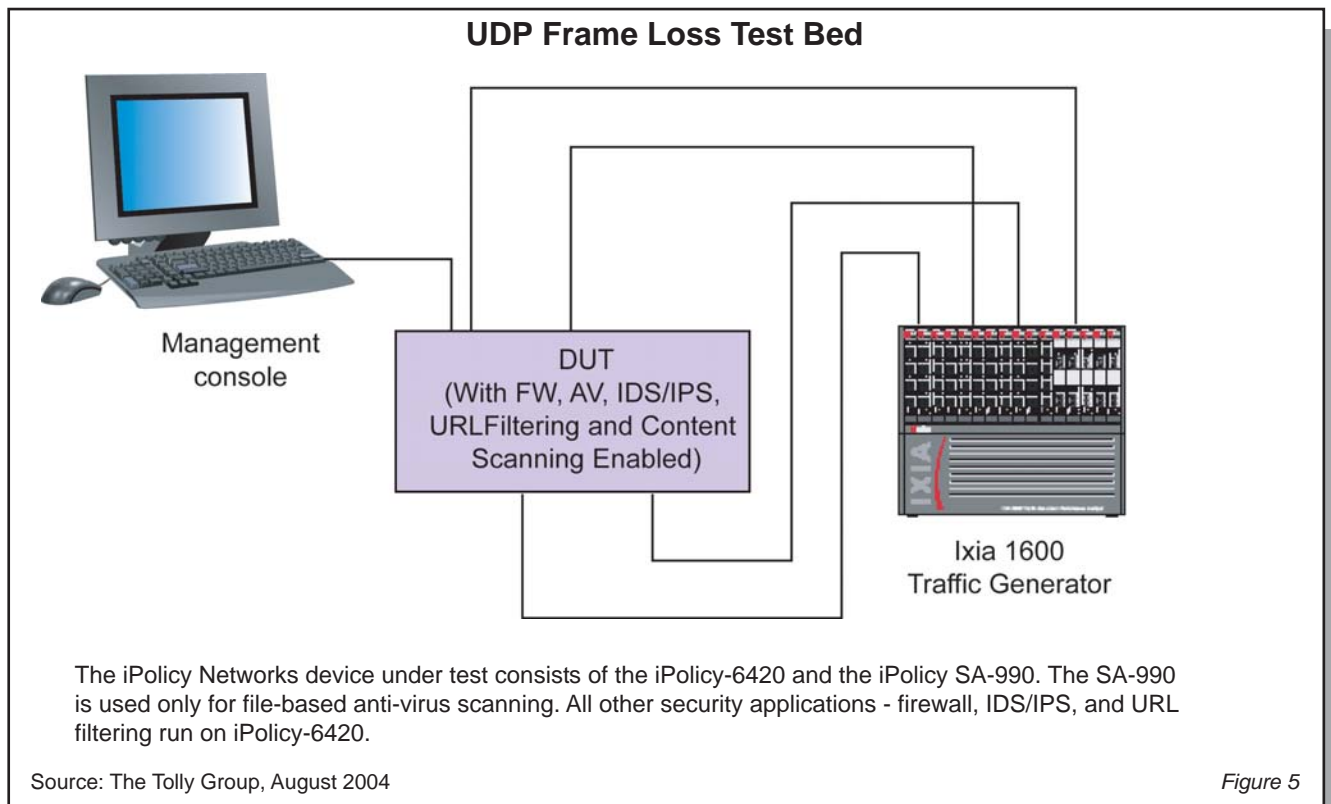 UDP Frame Loss Test Bed
Management
console
DUT
(With FW, AV, IDS/IPS,
URLFiltering and Content
Scanning Enabled)
IXIA
Ixia 1600
Traffic Generator
The iPolicy Networks device under test consists of the iPolicy-6420 and the iPolicy SA-990. The SA-990
is used only for file-based anti-virus scanning. All other security applications - firewall, IDS/IPS, and URL
filtering run on iPolicy-6420.
Source: The Tolly Group, August 2004
Figure 5